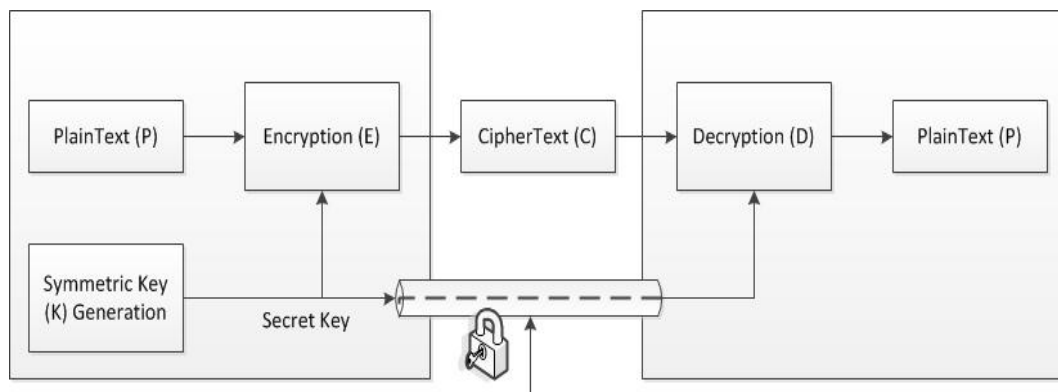 PlainText (P)
Encryption (E)
CipherText (C)
Decryption (D)
PlainText (P)
Symmetric Key
(K) Generation
Secret Key